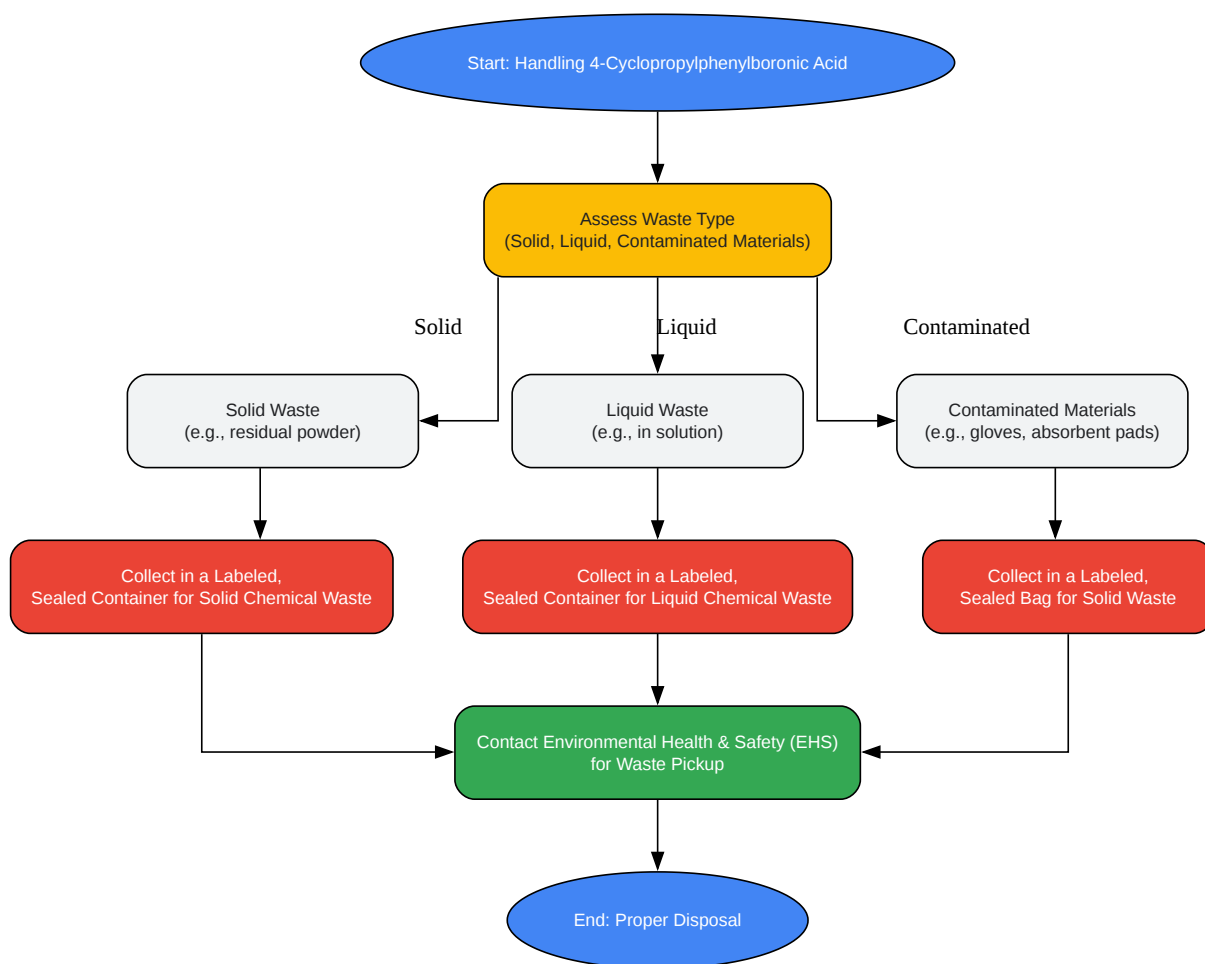 Start: Handling 4-Cyclopropylphenylboronic Acid
Assess Waste Type
(Solid, Liquid, Contaminated Materials)
Solid
Liquid
Contaminated
Solid Waste
(e.g., residual powder)
Liquid Waste
(e.g., in solution)
Contaminated Materials
(e.g., gloves, absorbent pads)
Collect in a Labeled,
Sealed Container for Solid Chemical Waste
Collect in a Labeled,
Sealed Container for Liquid Chemical Waste
Collect in a Labeled,
Sealed Bag for Solid Waste
Contact Environmental Health & Safety (EHS)
for Waste Pickup
End: Proper Disposal